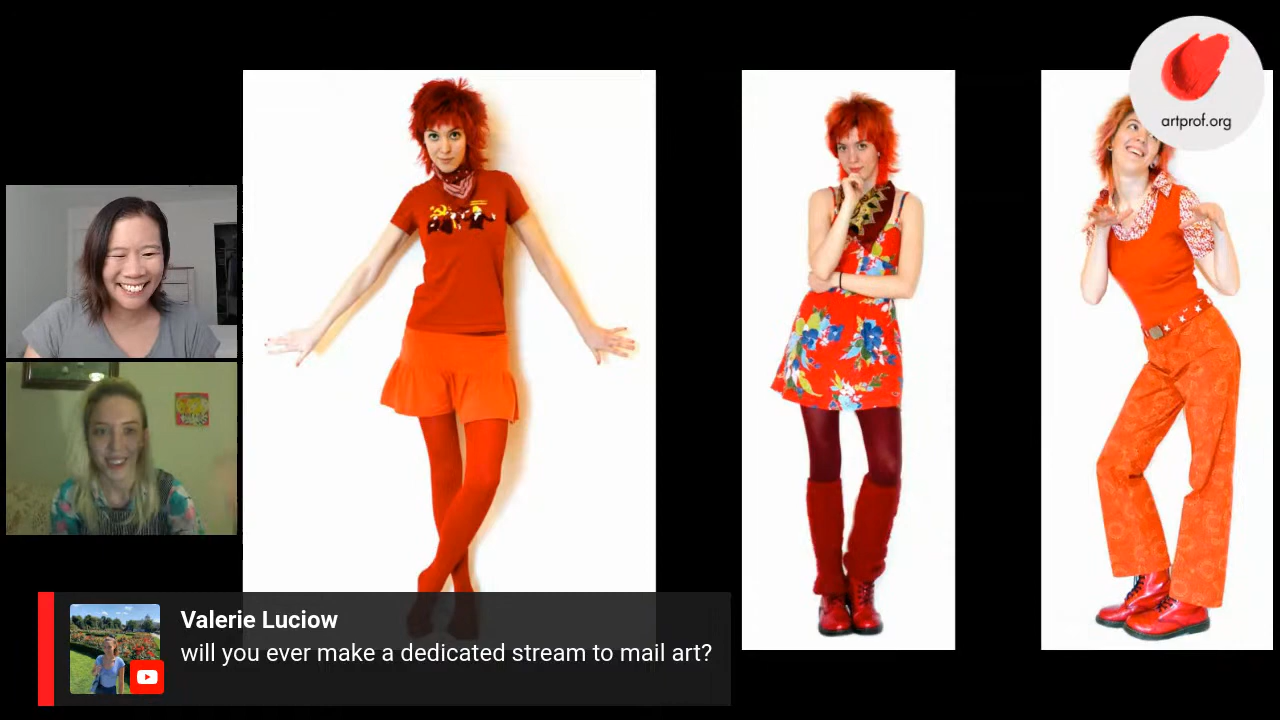 artprof.org
Valerie Luciow
will you ever make a dedicated stream to mail art?